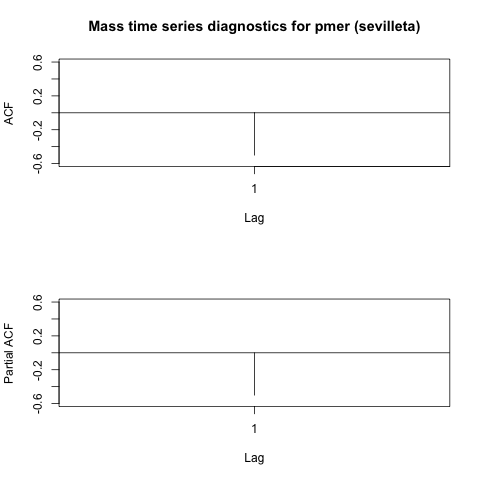 Mass time series diagnostics for pmer (sevilleta)
0.6
0.2
-0.2
-0.6
ACF
1
Lag
0.6
0.2
-0.2
-0.6
Partial ACF
1
Lag